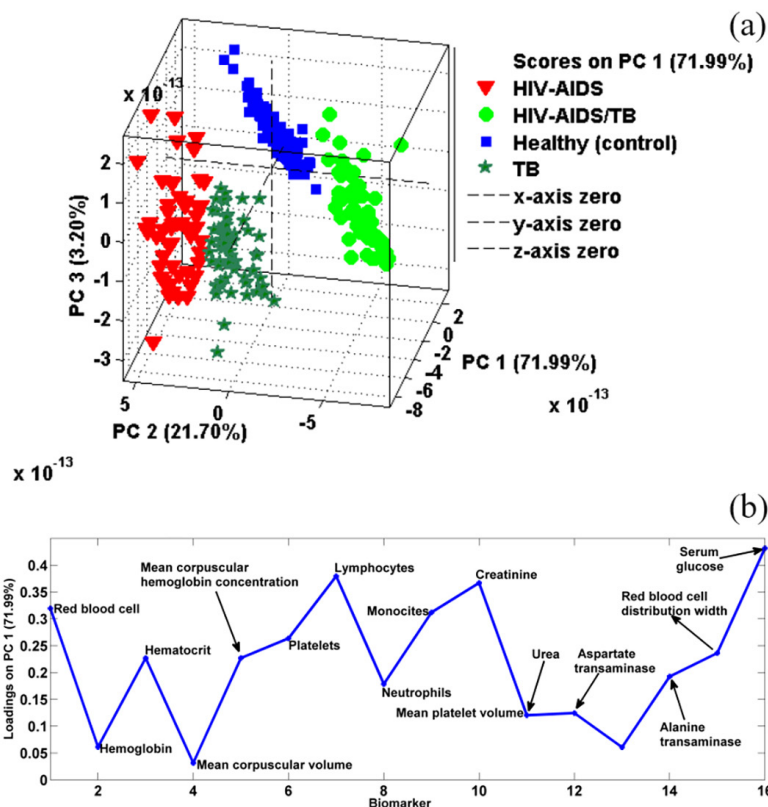 (a)
Scores on PC 1 (71.99%)
HIV-AIDS
HIV-AIDS/TB
Healthy (control)
TB
x-axis zero
y-axis zero
z-axis zero
x 10-13
2
1
0
-1
-2
-3
PC 3 (3.20%)
5
0
-5
PC 2 (21.70%)
2
0
-2
-4
-6
-8
PC 1 (71.99%)
x 10-13
x 10-13
(b)
Loadings on PC 1 (71.99%)
0.4
0.35
0.3
0.25
0.2
0.15
0.1
0.05
0
Red blood cell
Hemoglobin
Hematocrit
Mean corpuscular volume
Mean corpuscular
hemoglobin concentration
Platelets
Lymphocytes
Neutrophils
Monocites
Creatinine
Mean platelet volume
Urea
Aspartate
transaminase
Alanine
transaminase
Red blood cell
distribution width
Serum
glucose
2
4
6
8
10
12
14
16
Biomarker